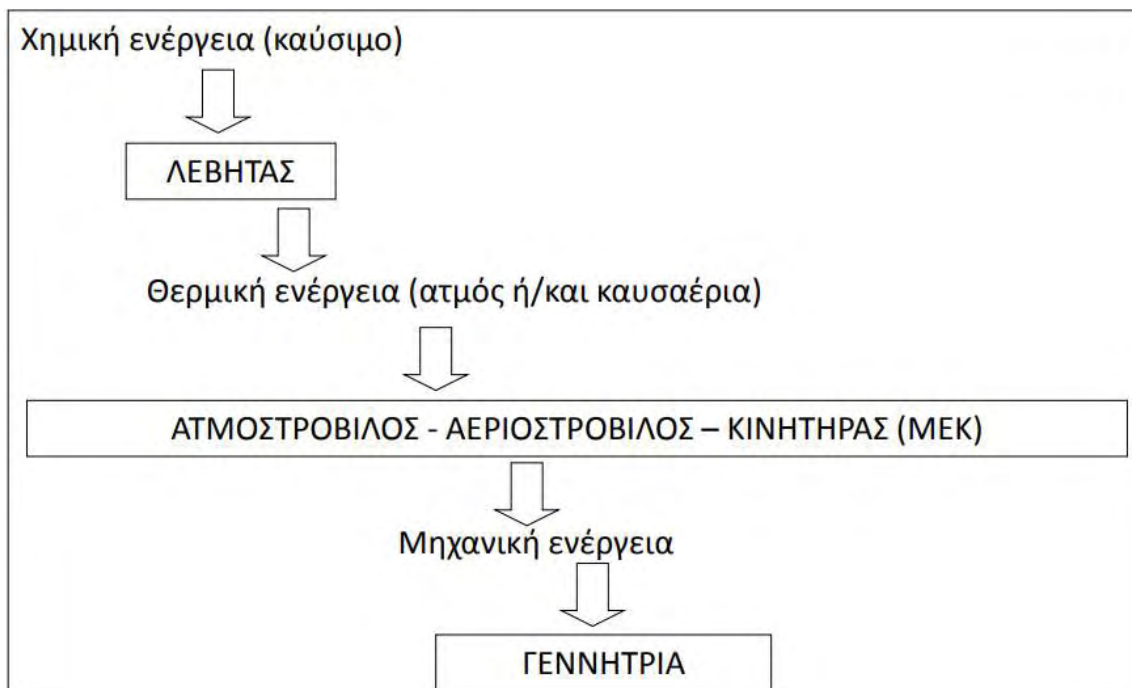 Χημική ενέργεια (καύσιμο)
ΛΕΒΗΤΑΣ
Θερμική ενέργεια (ατμός ή/και καυσαέρια)
ΑΤΜΟΣΤΡΟΒΙΛΟΣ - ΑΕΡΙΟΣΤΡΟΒΙΛΟΣ – ΚΙΝΗΤΗΡΑΣ (ΜΕΚ)
Μηχανική ενέργεια
ΓΕΝΝΗΤΡΙΑ